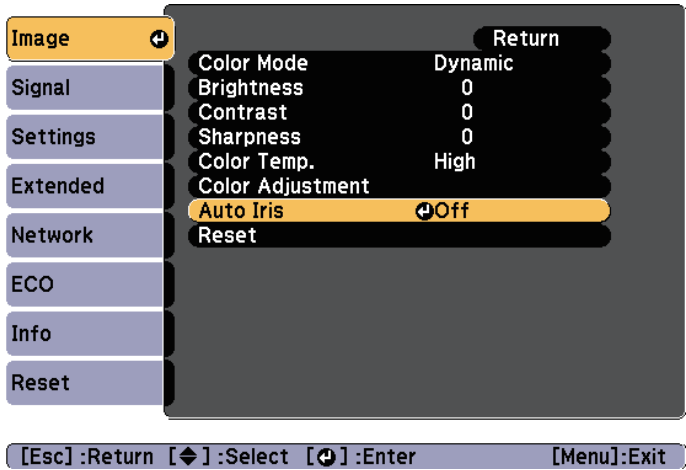 Image
Signal
Settings
Extended
Network
ECO
Info
Reset
Return
Color Mode Dynamic
Brightness 0
Contrast 0
Sharpness 0
Color Temp. High
Color Adjustment
Auto Iris Off
Reset
[Esc] :Return [ ] :Select [ ] :Enter [Menu]:Exit